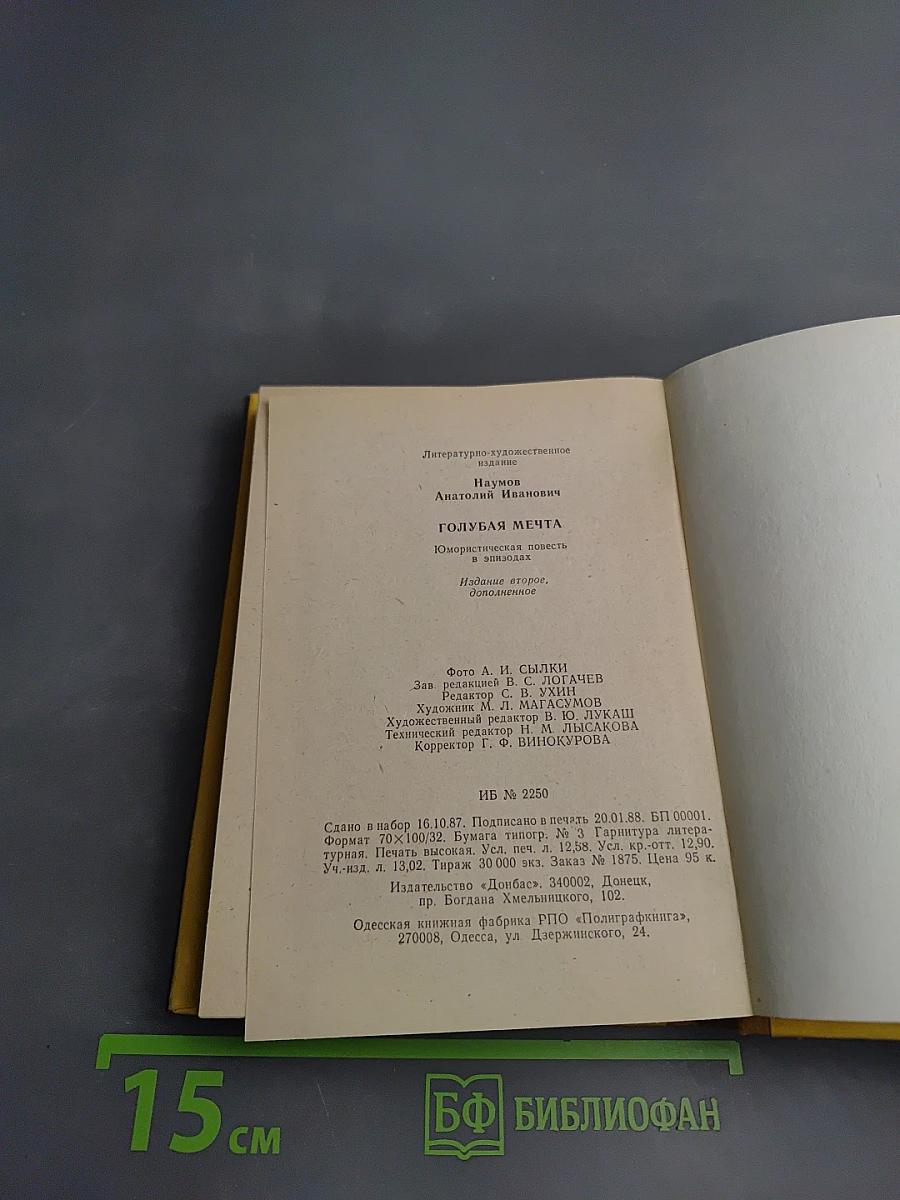 Литературно-художественное
издание
Наумов
Анатолий Иванович
ГОЛУБАЯ МЕЧТА
Юмористическая повесть
в эпизодах
Издание второе,
дополненное
Фото А. И. СЫЛКИ
Зав. редакцией В. С. ЛОГАЧЕВ
Редактор С. В. УХИН
Художник М. Л. МАГАСУМОВ
Художественный редактор В. Ю. ЛУКАШ
Технический редактор Н. М. ЛЫСАКОВА
Корректор Г. Ф. ВИНОКУРОВА
ИБ № 2250
Сдано в набор 16.10.87. Подписано в печать 20.01.88. БП 00001.
Формат 70×100/32. Бумага типогр. № 3 Гарнитура литера-
турная. Печать высокая. Усл. печ. л. 12,58. Усл. кр.-отт. 12,90.
Уч.-изд. л. 13,02. Тираж 30 000 экз. Заказ № 1875. Цена 95 к.
Издательство «Донбас». 340002, Донецк,
пр. Богдана Хмельницкого, 102.
Одесская книжная фабрика РПО «Полиграфкнига»,
270008, Одесса, ул Дзержинского, 24.
15 см
БФ БИБЛИОФАН